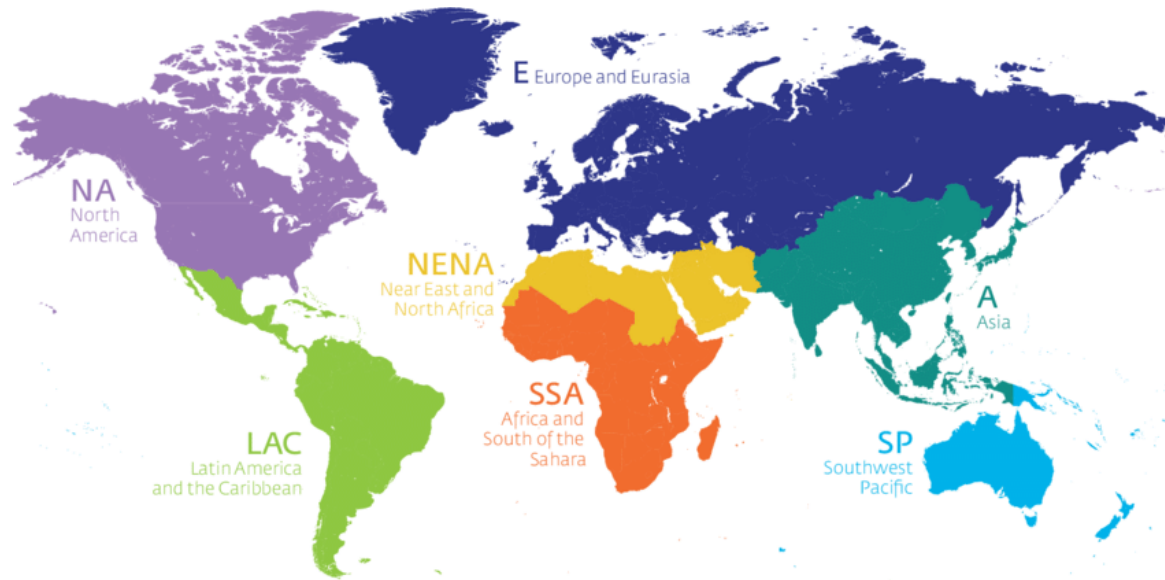 E Europe and Eurasia
NA
North
America
NENA
Near East and
North Africa
A
Asia
SSA
Africa and
South of the
Sahara
LAC
Latin America
and the Caribbean
SP
Southwest
Pacific